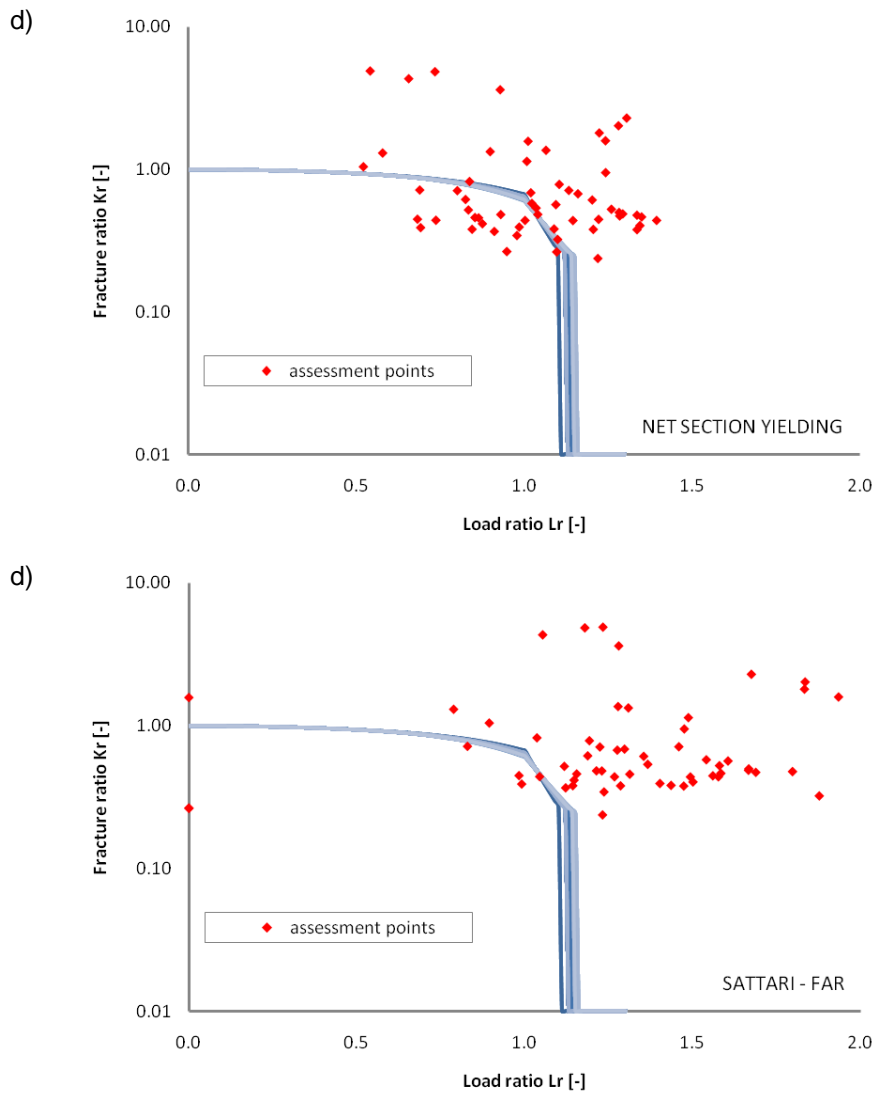 d)
10.00
1.00
0.10
0.01
Fracture ratio Kr [-]
assessment points
NET SECTION YIELDING
0.0 0.5 1.0 1.5 2.0
Load ratio Lr [-]
d)
10.00
1.00
0.10
0.01
Fracture ratio Kr [-]
assessment points
SATTARI - FAR
0.0 0.5 1.0 1.5 2.0
Load ratio Lr [-]